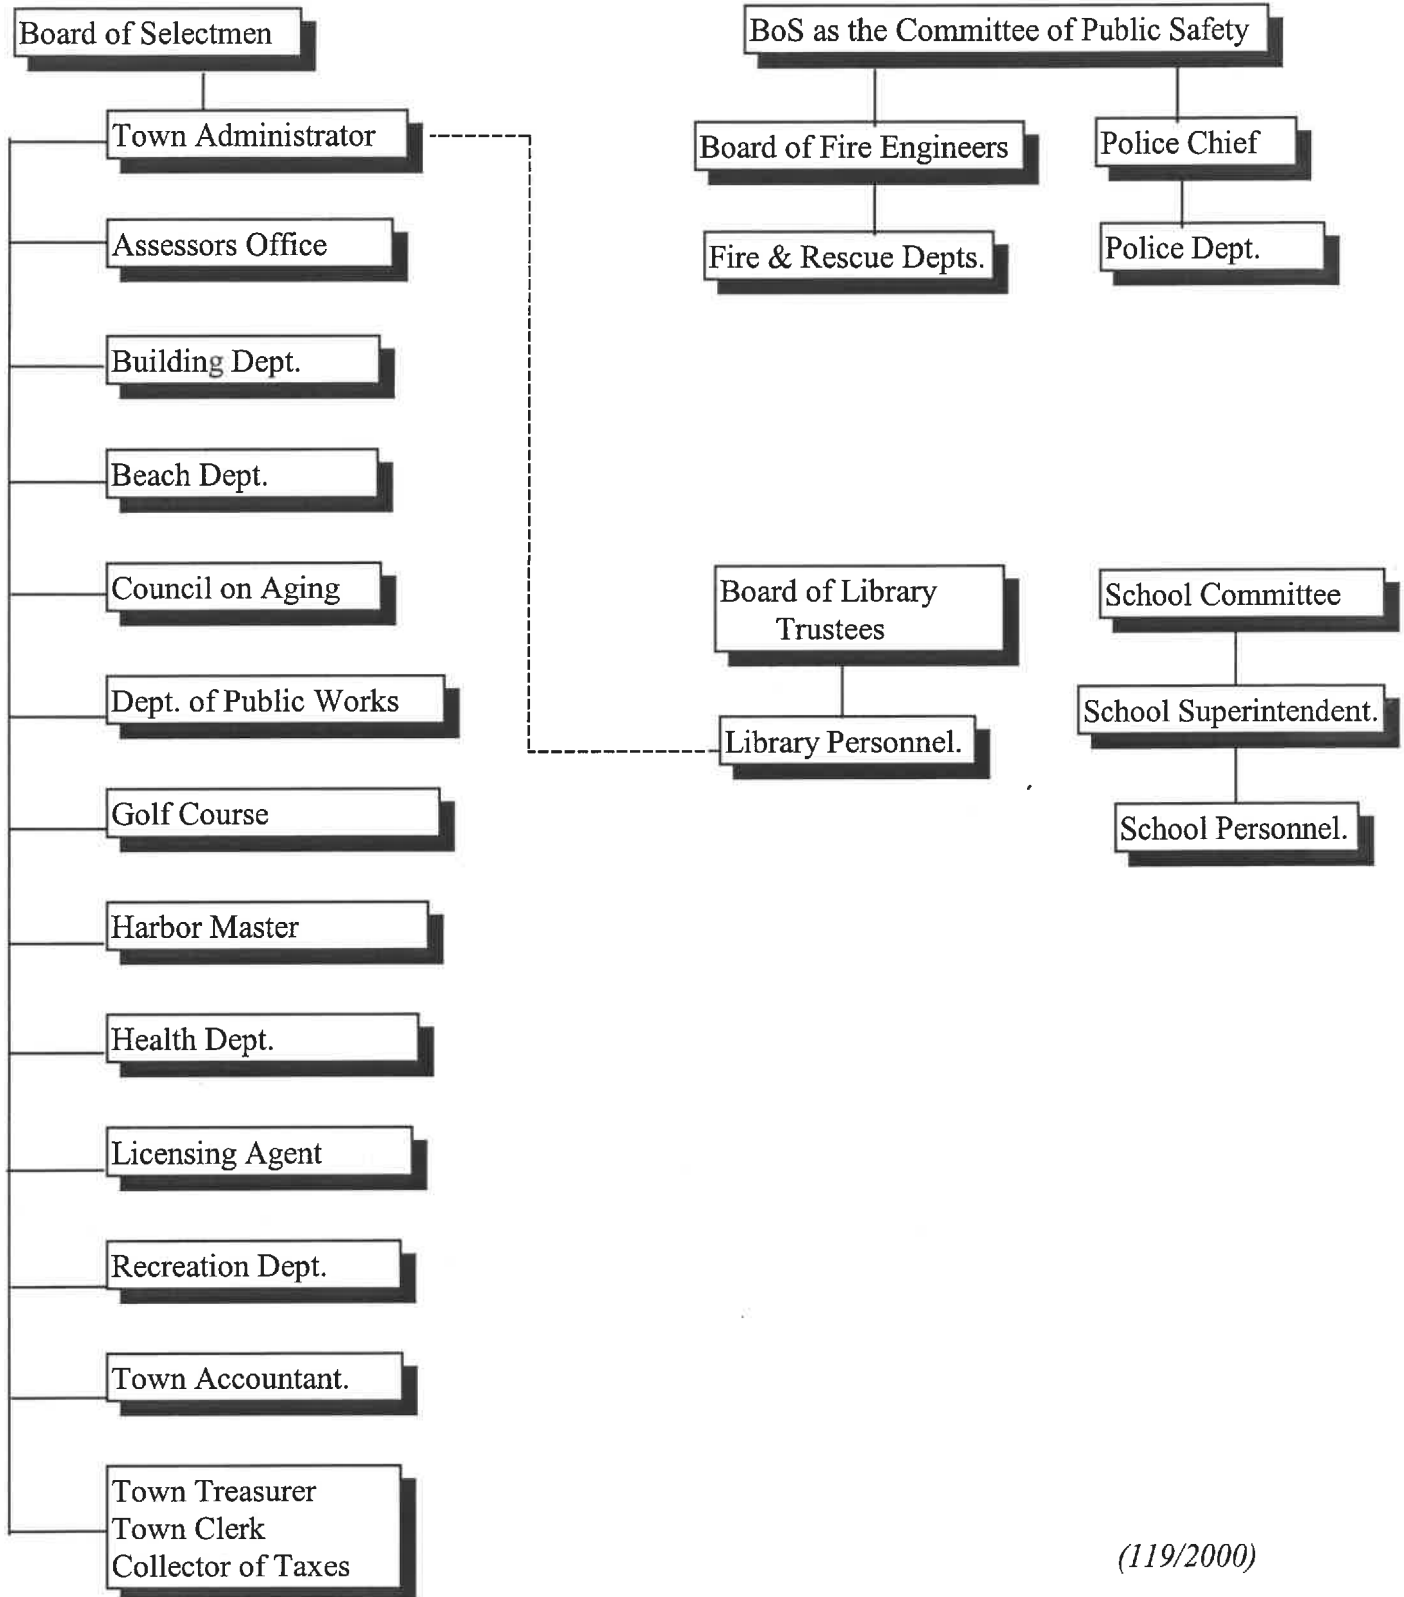 Board of Selectmen
Town Administrator
Assessors Office
Building Dept.
Beach Dept.
Council on Aging
Dept. of Public Works
Golf Course
Harbor Master
Health Dept.
Licensing Agent
Recreation Dept.
Town Accountant.
Town Treasurer
Town Clerk
Collector of Taxes
BoS as the Committee of Public Safety
Board of Fire Engineers
Police Chief
Fire & Rescue Depts.
Police Dept.
Board of Library
Trustees
Library Personnel.
School Committee
School Superintendent.
School Personnel.
(119/2000)